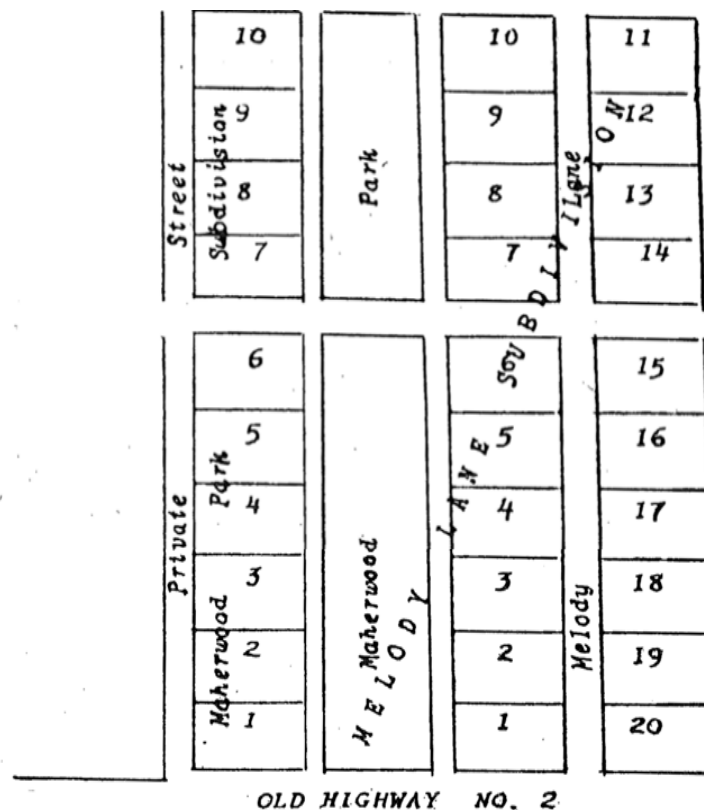 10 10 11
9 9 12
8 8 13
7 7 14
6 6 15
5 5 16
4 4 17
3 3 18
2 2 19
1 1 20
Private Street
Maherwood Park Subdivision
Maherwood Park
MELODY LANE SUBDIVISION
Melody Lane
OLD HIGHWAY NO. 2